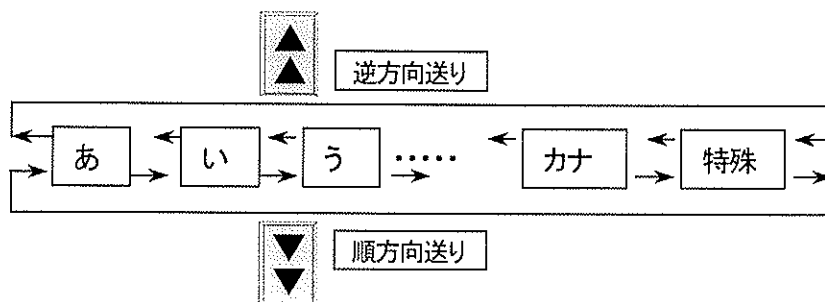 逆方向送り
あ い う ..... カナ 特殊
順方向送り